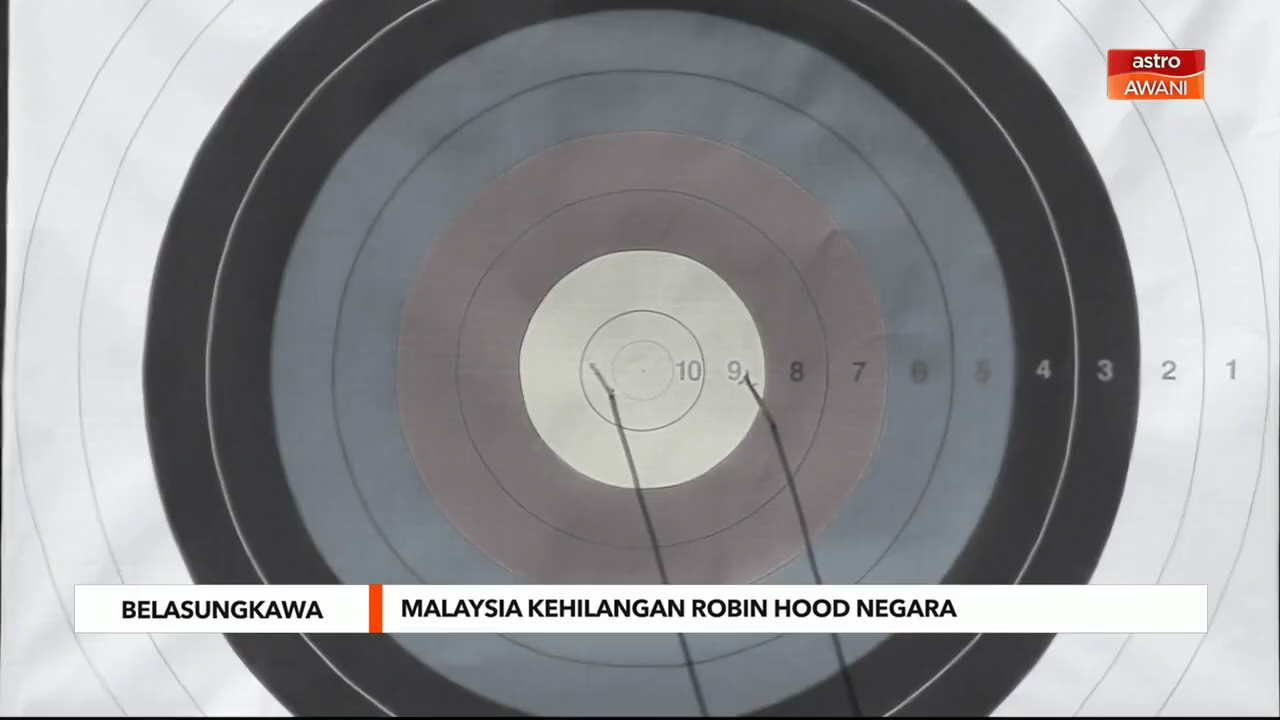 astro
AWANI
10 9 8 7 6 5 4 3 2 1
BELASUNGKAWA
MALAYSIA KEHILANGAN ROBIN HOOD NEGARA